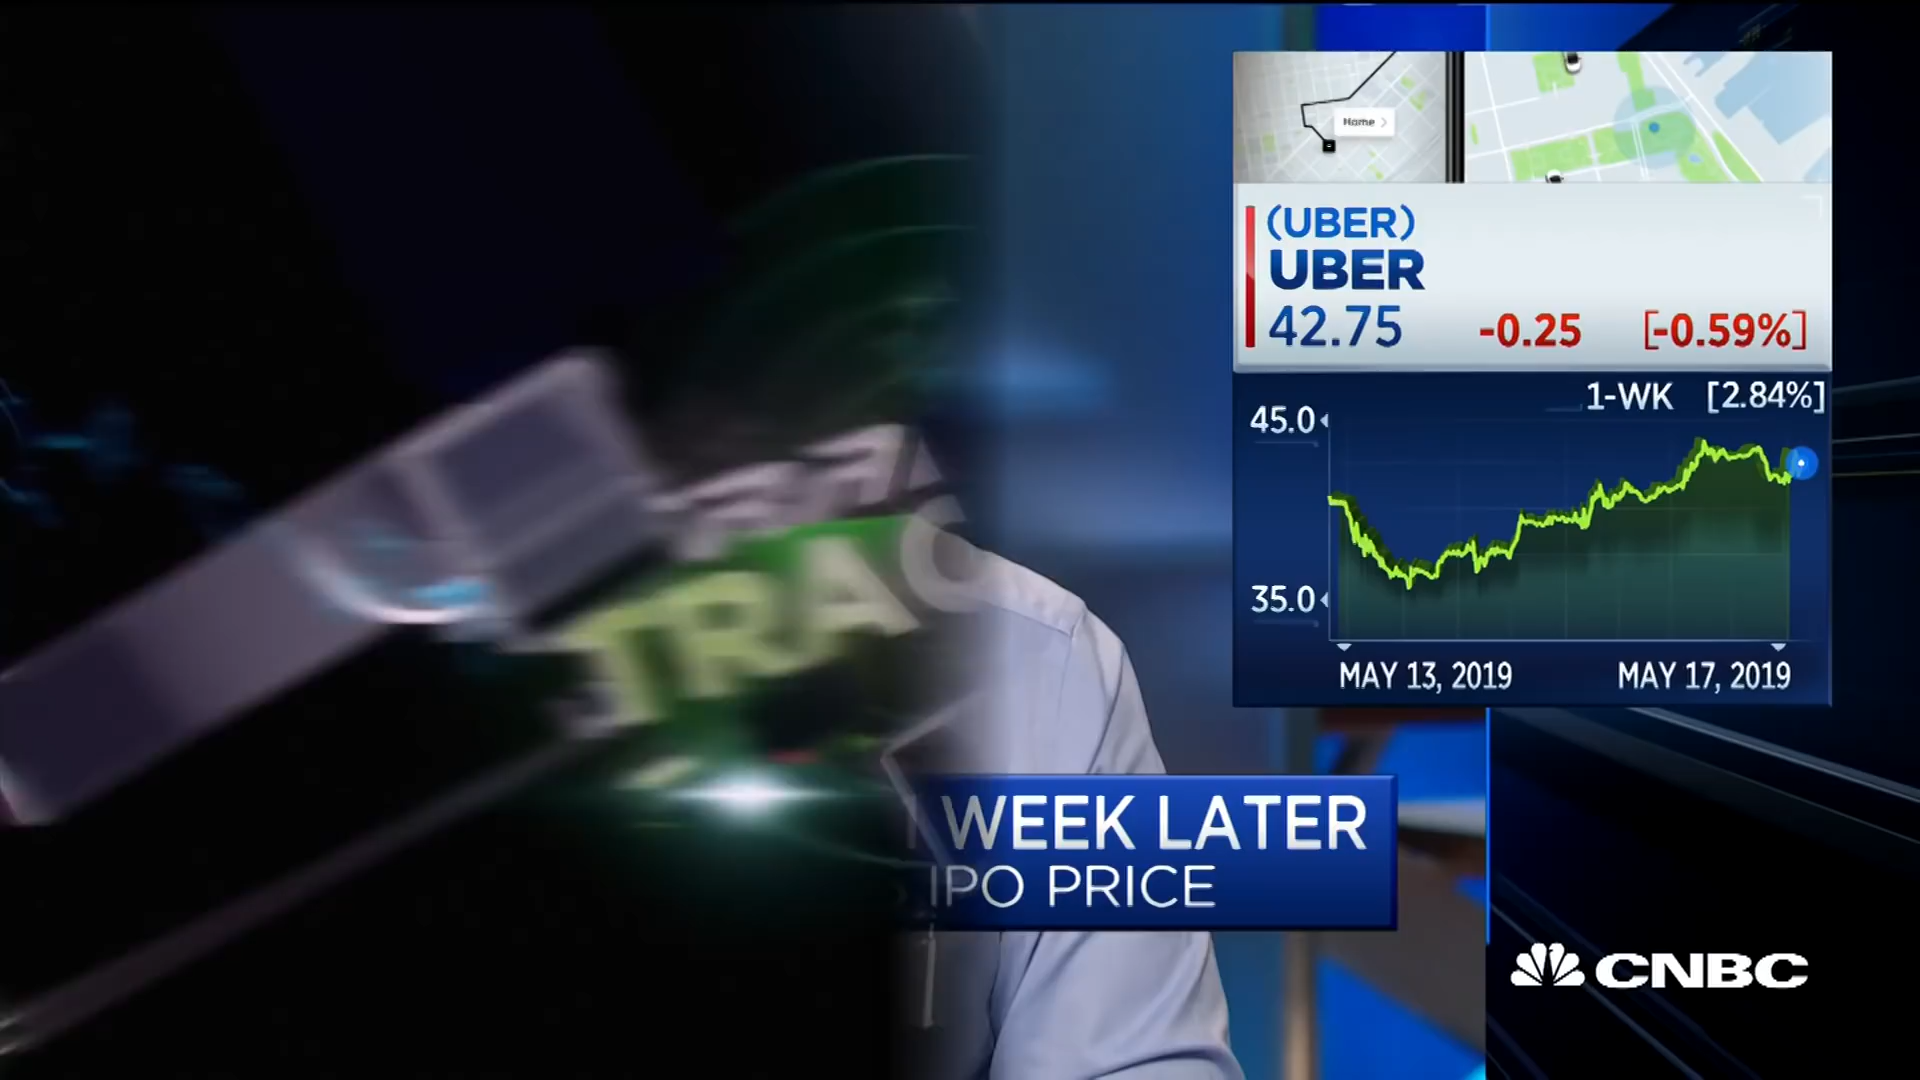 Home
(UBER)
UBER
42.75 -0.25 [-0.59%]
1-WK [2.84%]
45.0
35.0
MAY 13, 2019 MAY 17, 2019
TRAC
WEEK LATER
IPO PRICE
CNBC